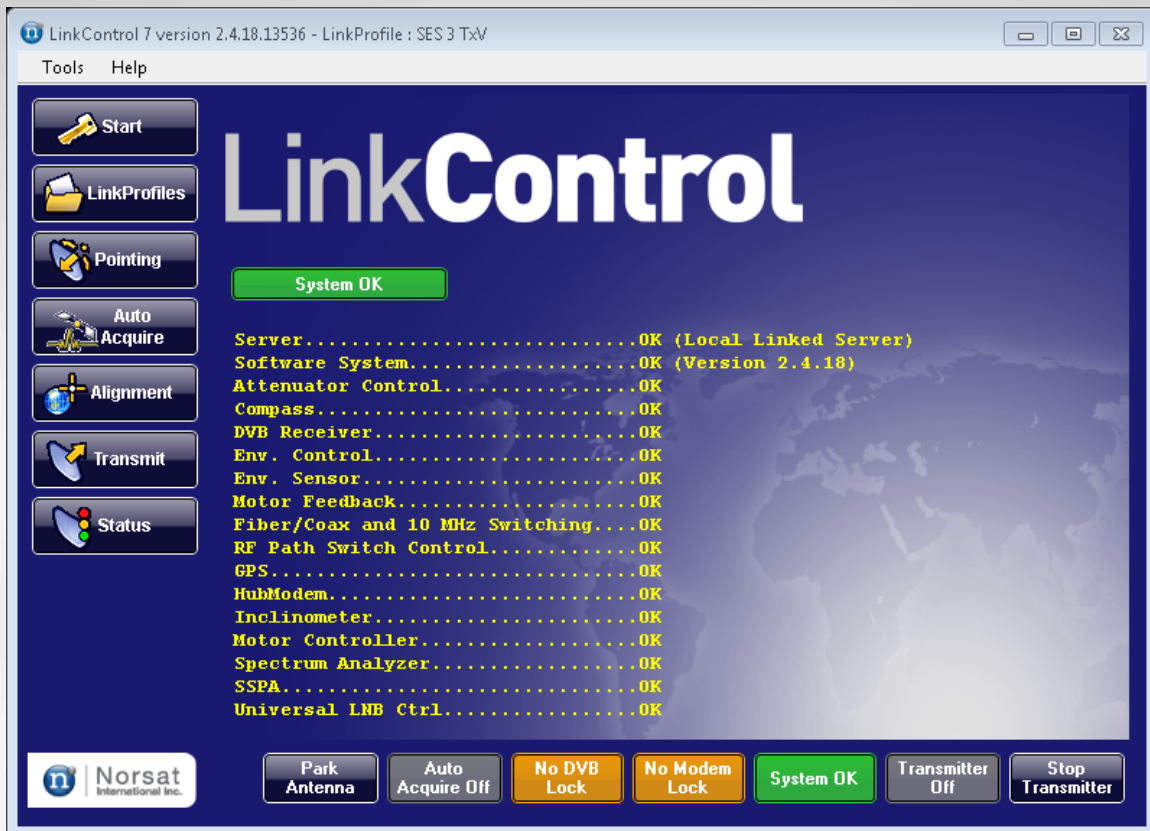 LinkControl 7 version 2.4.18.13536 - LinkProfile : SES 3 TxV
Tools Help
Start
LinkProfiles
Pointing
Auto
Acquire
Alignment
Transmit
Status
LinkControl
System OK
Server.............................OK (Local Linked Server)
Software System....................OK (Version 2.4.18)
Attenuator Control.................OK
Compass............................OK
DVB Receiver.......................OK
Env. Control.......................OK
Env. Sensor........................OK
Motor Feedback.....................OK
Fiber/Coax and 10 MHz Switching....OK
RF Path Switch Control.............OK
GPS................................OK
HubModem...........................OK
Inclinometer.......................OK
Motor Controller...................OK
Spectrum Analyzer..................OK
SSPA...............................OK
Universal LNB Ctrl.................OK
n
Norsat
International Inc.
Park
Antenna
Auto
Acquire Off
No DVB
Lock
No Modem
Lock
System OK
Transmitter
Off
Stop
Transmitter